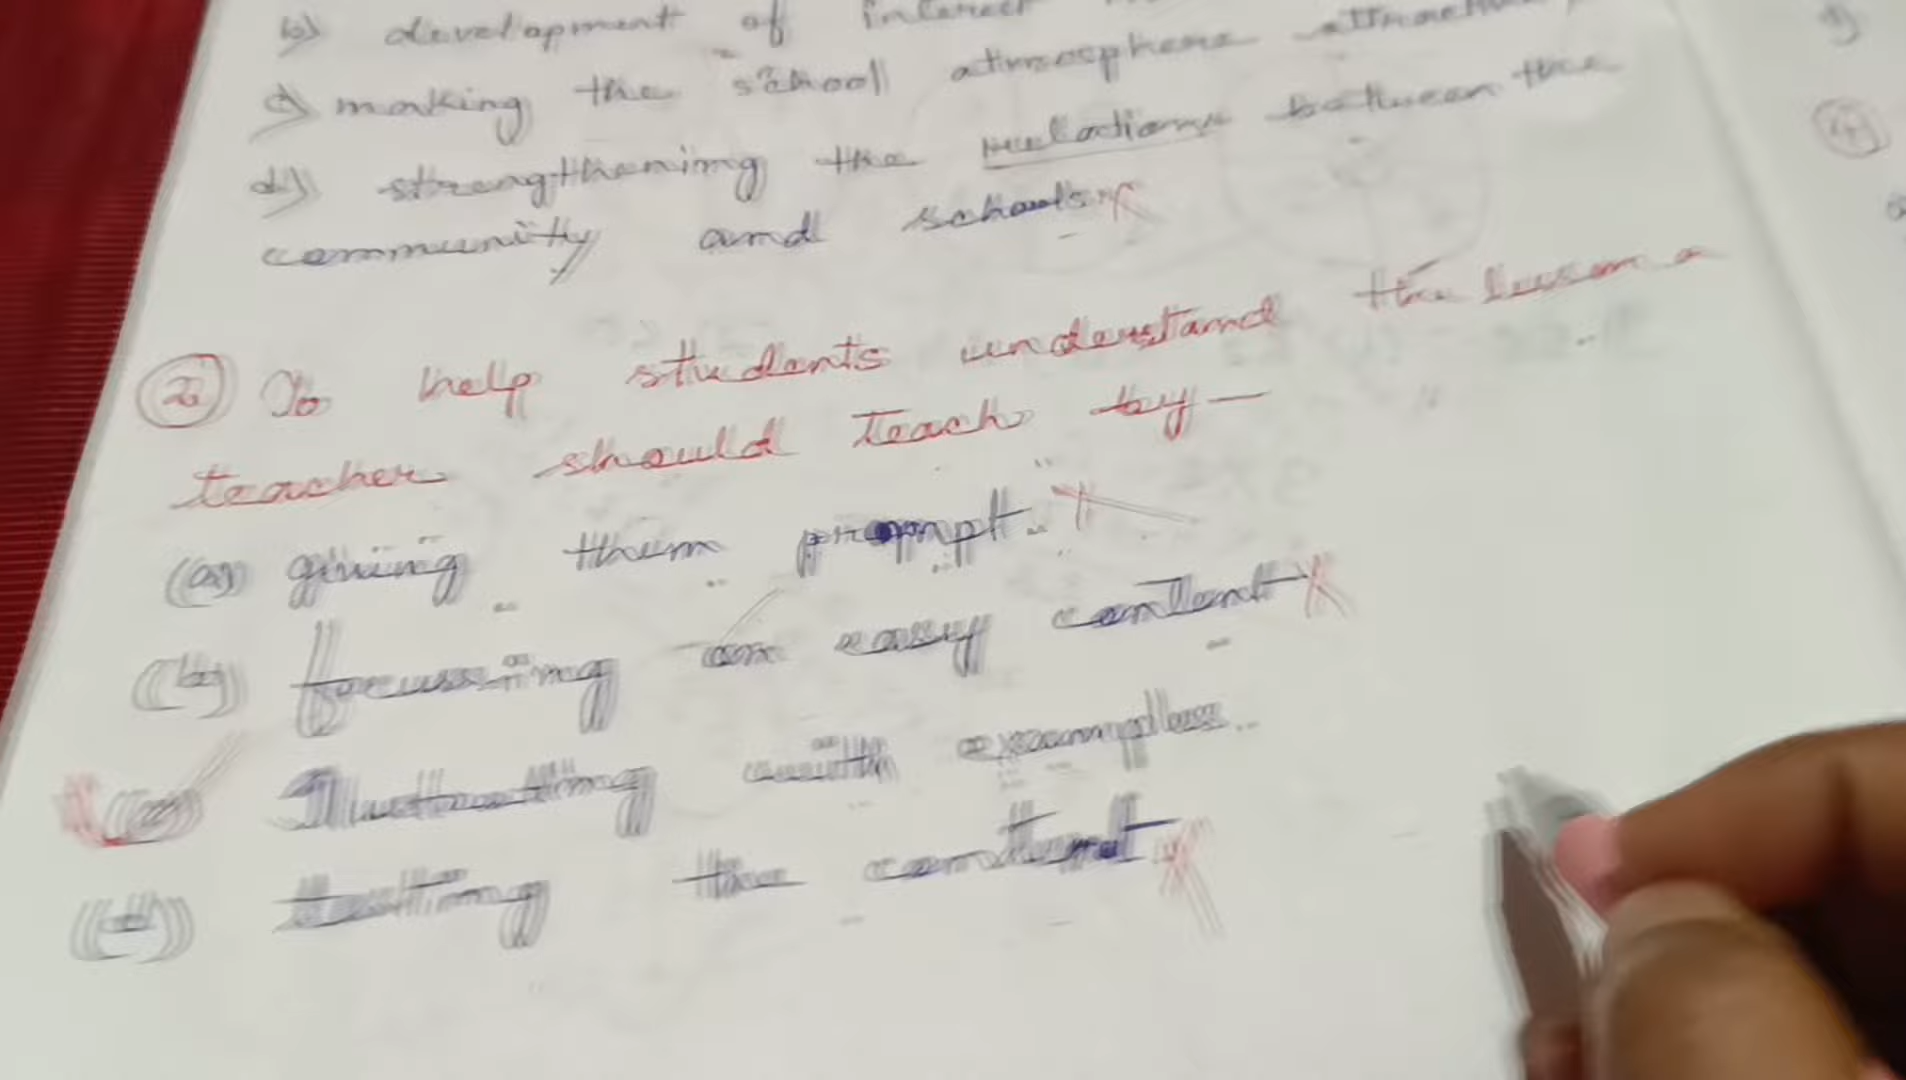 b) development of interest
c) making the school atmosphere attractive
d) strengthening the relations between the
community and schools.
2 To help students understand the lesson a
teacher should teach by —
(a) giving them prompt.
(b) focussing on easy content
(c) Illustrating with examples.
(d) testing the content